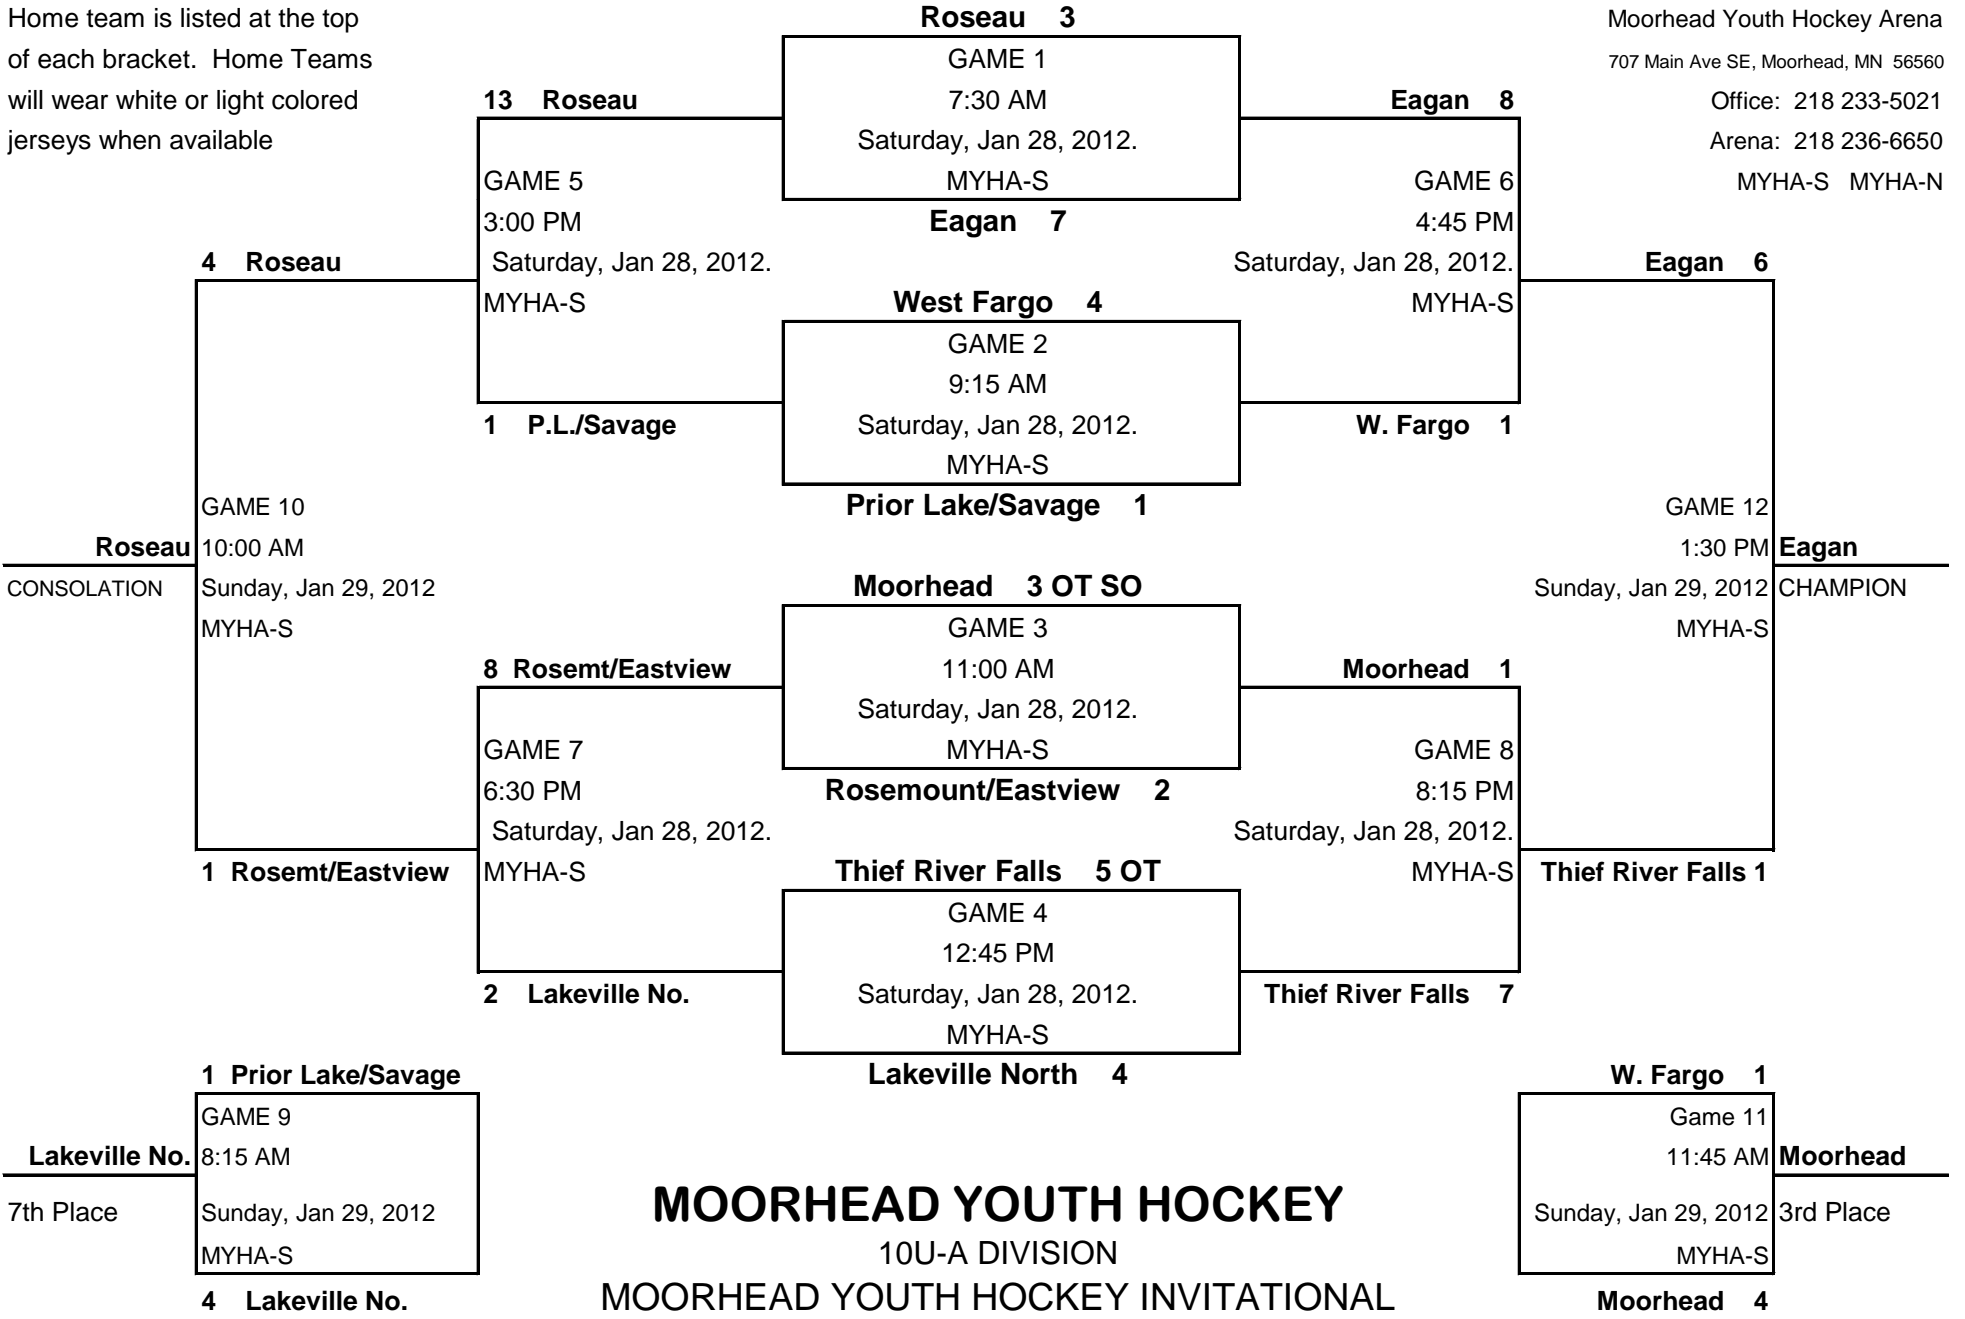 Home team is listed at the top
of each bracket. Home Teams
will wear white or light colored
jerseys when available
Moorhead Youth Hockey Arena
707 Main Ave SE, Moorhead, MN 56560
Office: 218 233-5021
Arena: 218 236-6650
MYHA-S MYHA-N
Roseau 3
GAME 1
7:30 AM
Saturday, Jan 28, 2012.
MYHA-S
Eagan 7
13 Roseau
GAME 5
3:00 PM
Saturday, Jan 28, 2012.
MYHA-S
1 P.L./Savage
Eagan 8
GAME 6
4:45 PM
Saturday, Jan 28, 2012.
MYHA-S
W. Fargo 1
West Fargo 4
GAME 2
9:15 AM
Saturday, Jan 28, 2012.
MYHA-S
Prior Lake/Savage 1
4 Roseau
GAME 10
10:00 AM
Sunday, Jan 29, 2012
MYHA-S
1 Rosemt/Eastview
Roseau
CONSOLATION
Eagan 6
GAME 12
1:30 PM
Sunday, Jan 29, 2012
MYHA-S
Thief River Falls 1
Eagan
CHAMPION
Moorhead 3 OT SO
GAME 3
11:00 AM
Saturday, Jan 28, 2012.
MYHA-S
Rosemount/Eastview 2
8 Rosemt/Eastview
GAME 7
6:30 PM
Saturday, Jan 28, 2012.
MYHA-S
2 Lakeville No.
Moorhead 1
GAME 8
8:15 PM
Saturday, Jan 28, 2012.
MYHA-S
Thief River Falls 7
Thief River Falls 5 OT
GAME 4
12:45 PM
Saturday, Jan 28, 2012.
MYHA-S
Lakeville North 4
1 Prior Lake/Savage
GAME 9
8:15 AM
Sunday, Jan 29, 2012
MYHA-S
4 Lakeville No.
Lakeville No.
7th Place
W. Fargo 1
Game 11
11:45 AM
Sunday, Jan 29, 2012
MYHA-S
Moorhead 4
Moorhead
3rd Place
MOORHEAD YOUTH HOCKEY
10U-A DIVISION
MOORHEAD YOUTH HOCKEY INVITATIONAL